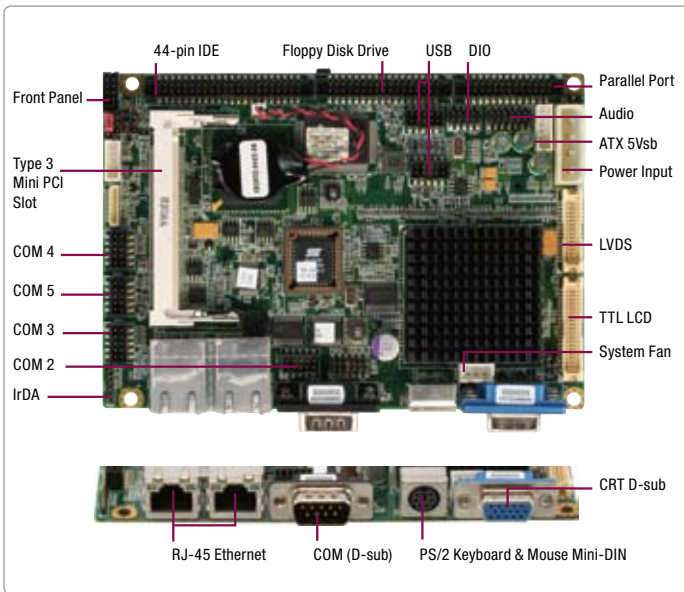 44-pin IDE
Floppy Disk Drive
USB
DIO
Front Panel
Parallel Port
Audio
ATX 5Vsb
Power Input
Type 3
Mini PCI
Slot
LVDS
COM 4
COM 5
COM 3
COM 2
IrDA
TTL LCD
System Fan
CRT D-sub
RJ-45 Ethernet
COM (D-sub)
PS/2 Keyboard & Mouse Mini-DIN